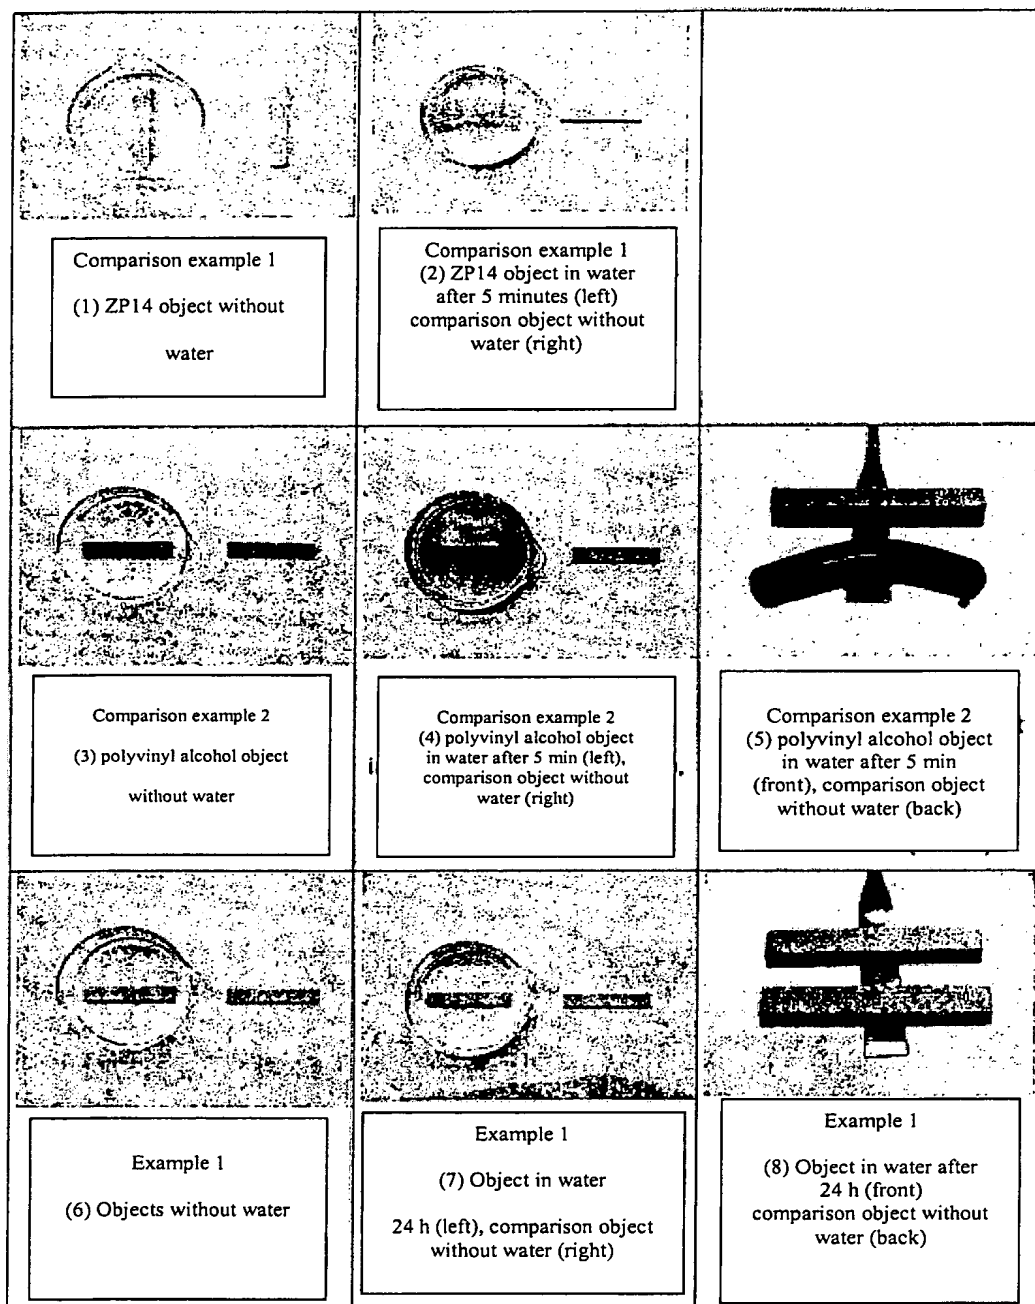 Comparison example 1
(1) ZP14 object without
water
Comparison example 1
(2) ZP14 object in water
after 5 minutes (left)
comparison object without
water (right)
Comparison example 2
(3) polyvinyl alcohol object
without water
Comparison example 2
(4) polyvinyl alcohol object
in water after 5 min (left),
comparison object without
water (right)
Comparison example 2
(5) polyvinyl alcohol object
in water after 5 min
(front), comparison object
without water (back)
Example 1
(6) Objects without water
Example 1
(7) Object in water
24 h (left), comparison object
without water (right)
Example 1
(8) Object in water after
24 h (front)
comparison object without
water (back)